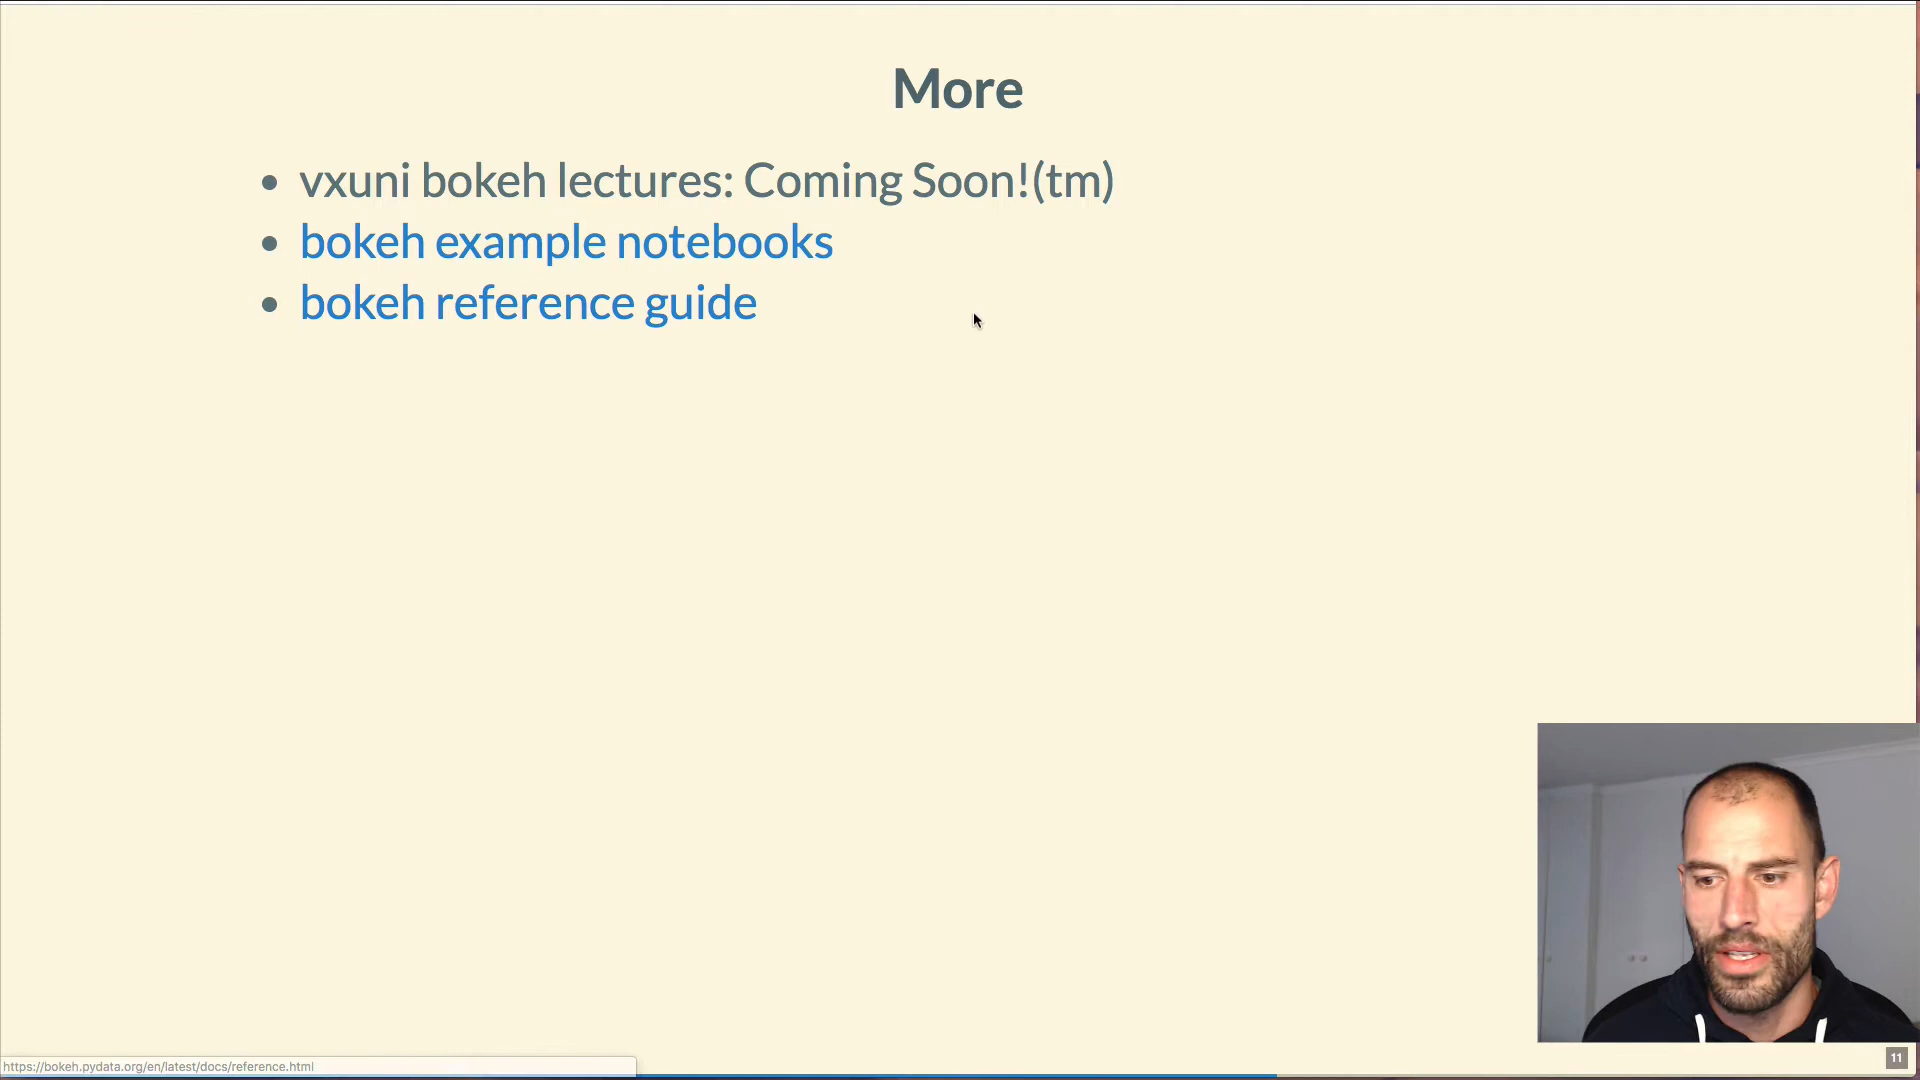 More
vxuni bokeh lectures: Coming Soon!(tm)
bokeh example notebooks
bokeh reference guide
https://bokeh.pydata.org/en/latest/docs/reference.html
11